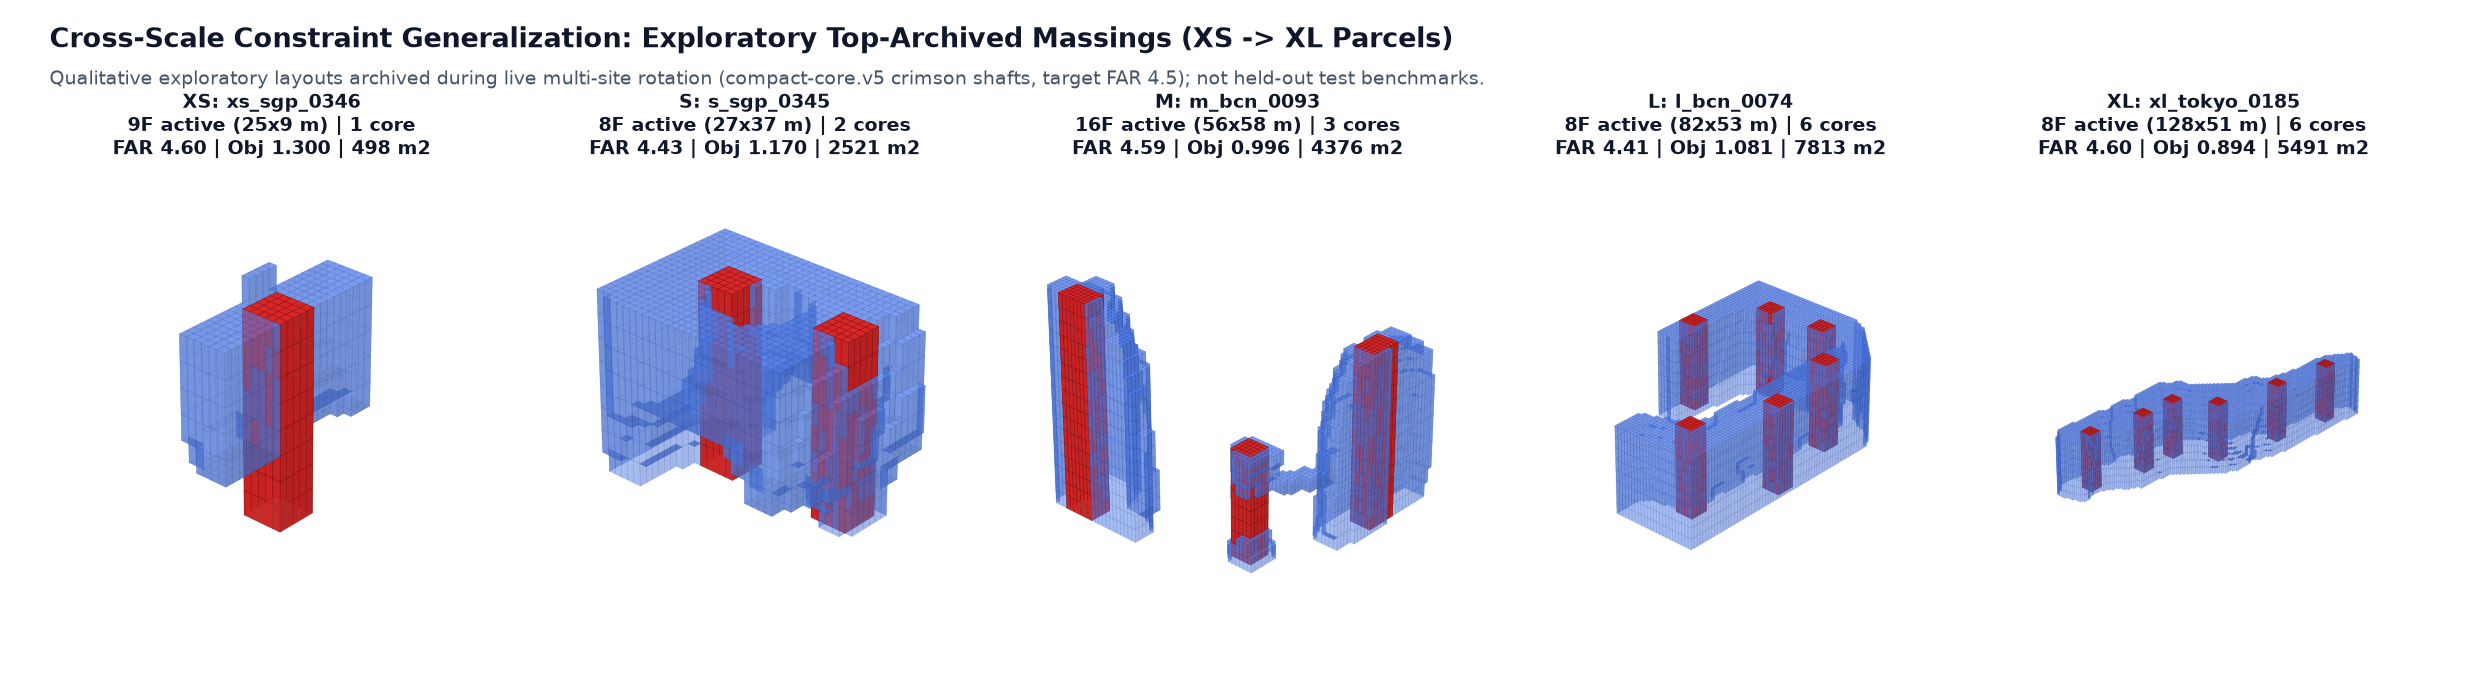 Cross-Scale Constraint Generalization: Exploratory Top-Archived Massings (XS -> XL Parcels)
Qualitative exploratory layouts archived during live multi-site rotation (compact-core.v5 crimson shafts, target FAR 4.5); not held-out test benchmarks.
XS: xs_sgp_0346
9F active (25x9 m) | 1 core
FAR 4.60 | Obj 1.300 | 498 m2
S: s_sgp_0345
8F active (27x37 m) | 2 cores
FAR 4.43 | Obj 1.170 | 2521 m2
M: m_bcn_0093
16F active (56x58 m) | 3 cores
FAR 4.59 | Obj 0.996 | 4376 m2
L: l_bcn_0074
8F active (82x53 m) | 6 cores
FAR 4.41 | Obj 1.081 | 7813 m2
XL: xl_tokyo_0185
8F active (128x51 m) | 6 cores
FAR 4.60 | Obj 0.894 | 5491 m2